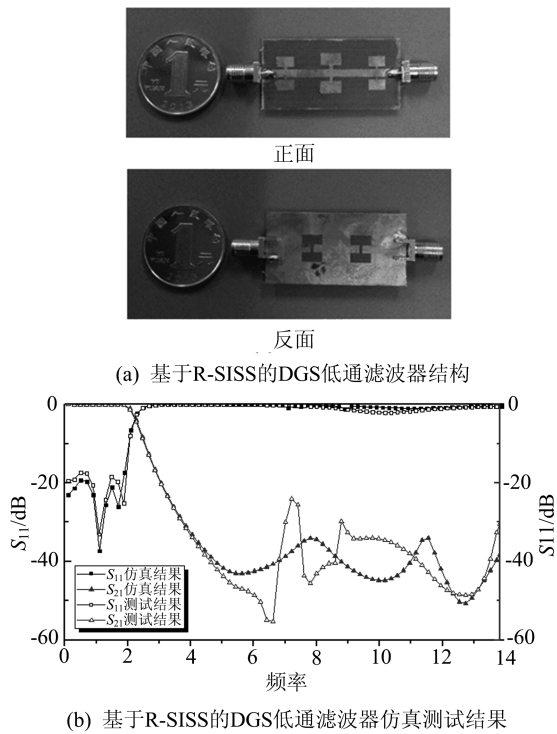 正面
反面
(a) 基于R-SISS的DGS低通滤波器结构
0
-20
-40
-60
S11/dB
0
-20
-40
-60
S11/dB
S11仿真结果
S21仿真结果
S11测试结果
S21测试结果
0 2 4 6 8 10 12 14
频率
(b) 基于R-SISS的DGS低通滤波器仿真测试结果